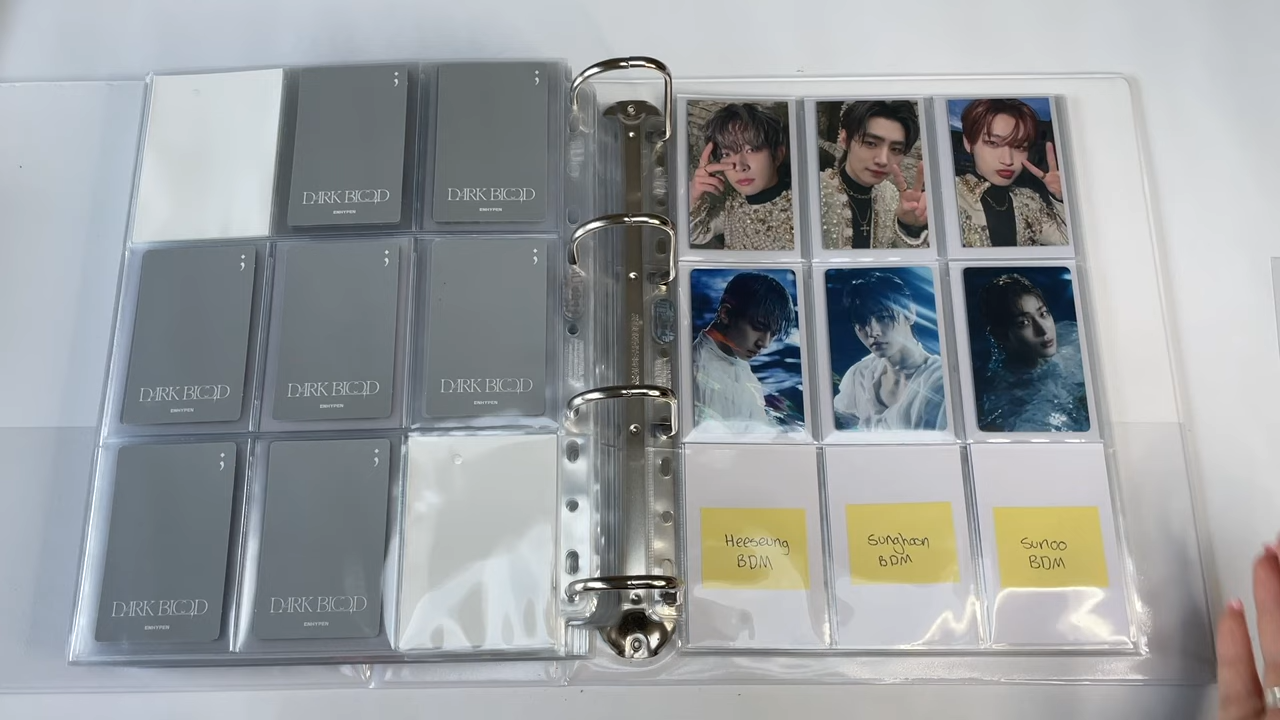 ;
DARK BLOOD
ENHYPEN
;
DARK BLOOD
ENHYPEN
;
DARK BLOOD
ENHYPEN
;
DARK BLOOD
ENHYPEN
;
DARK BLOOD
ENHYPEN
;
DARK BLOOD
ENHYPEN
;
DARK BLOOD
ENHYPEN
Heeseung
BDM
Sunghoon
BDM
Sunoo
BDM